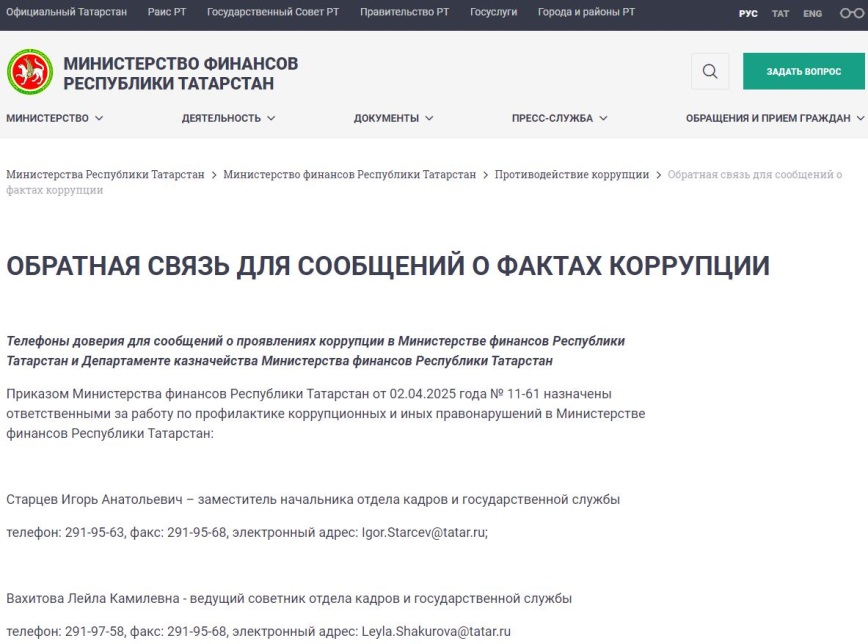 Официальный Татарстан Раис РТ Государственный Совет РТ Правительство РТ Госуслуги Города и районы РТ РУС ТАТ ENG
МИНИСТЕРСТВО ФИНАНСОВ
РЕСПУБЛИКИ ТАТАРСТАН
ЗАДАТЬ ВОПРОС
МИНИСТЕРСТВО ДЕЯТЕЛЬНОСТЬ ДОКУМЕНТЫ ПРЕСС-СЛУЖБА ОБРАЩЕНИЯ И ПРИЕМ ГРАЖДАН
Министерства Республики Татарстан > Министерство финансов Республики Татарстан > Противодействие коррупции > Обратная связь для сообщений о
фактах коррупции
ОБРАТНАЯ СВЯЗЬ ДЛЯ СООБЩЕНИЙ О ФАКТАХ КОРРУПЦИИ
Телефоны доверия для сообщений о проявлениях коррупции в Министерстве финансов Республики
Татарстан и Департаменте казначейства Министерства финансов Республики Татарстан
Приказом Министерства финансов Республики Татарстан от 02.04.2025 года № 11-61 назначены
ответственными за работу по профилактике коррупционных и иных правонарушений в Министерстве
финансов Республики Татарстан:
Старцев Игорь Анатольевич – заместитель начальника отдела кадров и государственной службы
телефон: 291-95-63, факс: 291-95-68, электронный адрес: Igor.Starcev@tatar.ru;
Вахитова Лейла Камилевна - ведущий советник отдела кадров и государственной службы
телефон: 291-97-58, факс: 291-95-68, электронный адрес: Leyla.Shakurova@tatar.ru